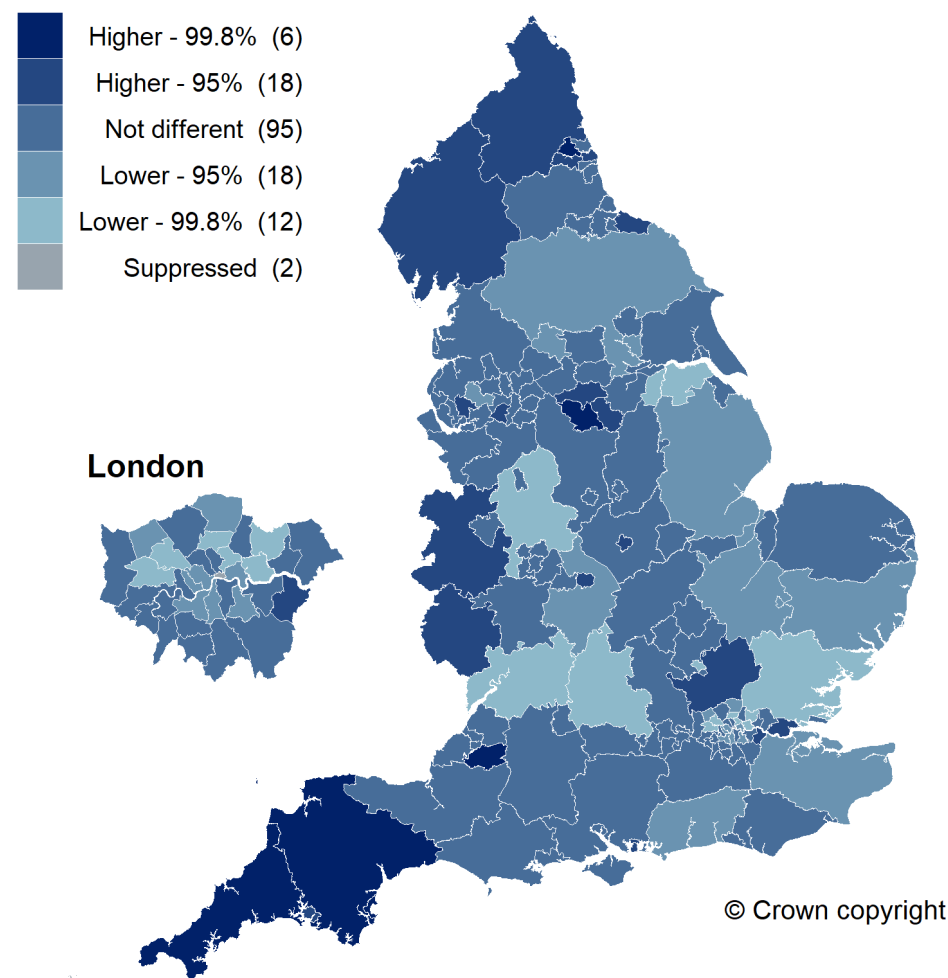 Higher - 99.8% (6)
Higher - 95% (18)
Not different (95)
Lower - 95% (18)
Lower - 99.8% (12)
Suppressed (2)
London
© Crown copyright